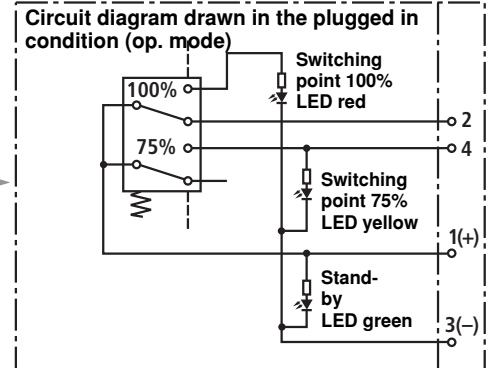 Circuit diagram drawn in the plugged in
condition (op. mode)
Switching
point 100%
LED red
100%
2
75%
4
Switching
point 75%
LED yellow
1(+)
Stand-
by
LED green
3(–)